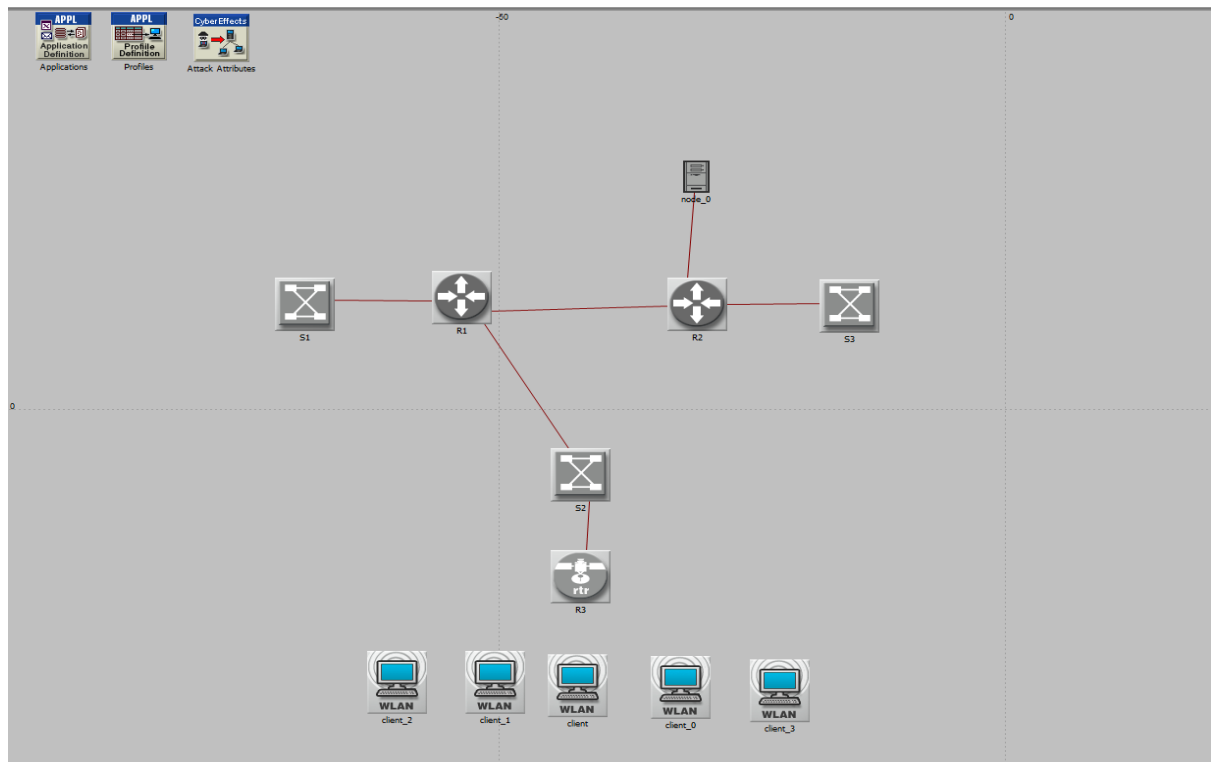 APPL
Application
Definition
Applications
APPL
Profile
Definition
Profiles
CyberEffects
Attack Attributes
-50
0
node_0
S1
R1
R2
S3
0
S2
rtr
R3
WLAN
client_2
WLAN
client_1
WLAN
client
WLAN
client_0
WLAN
client_3